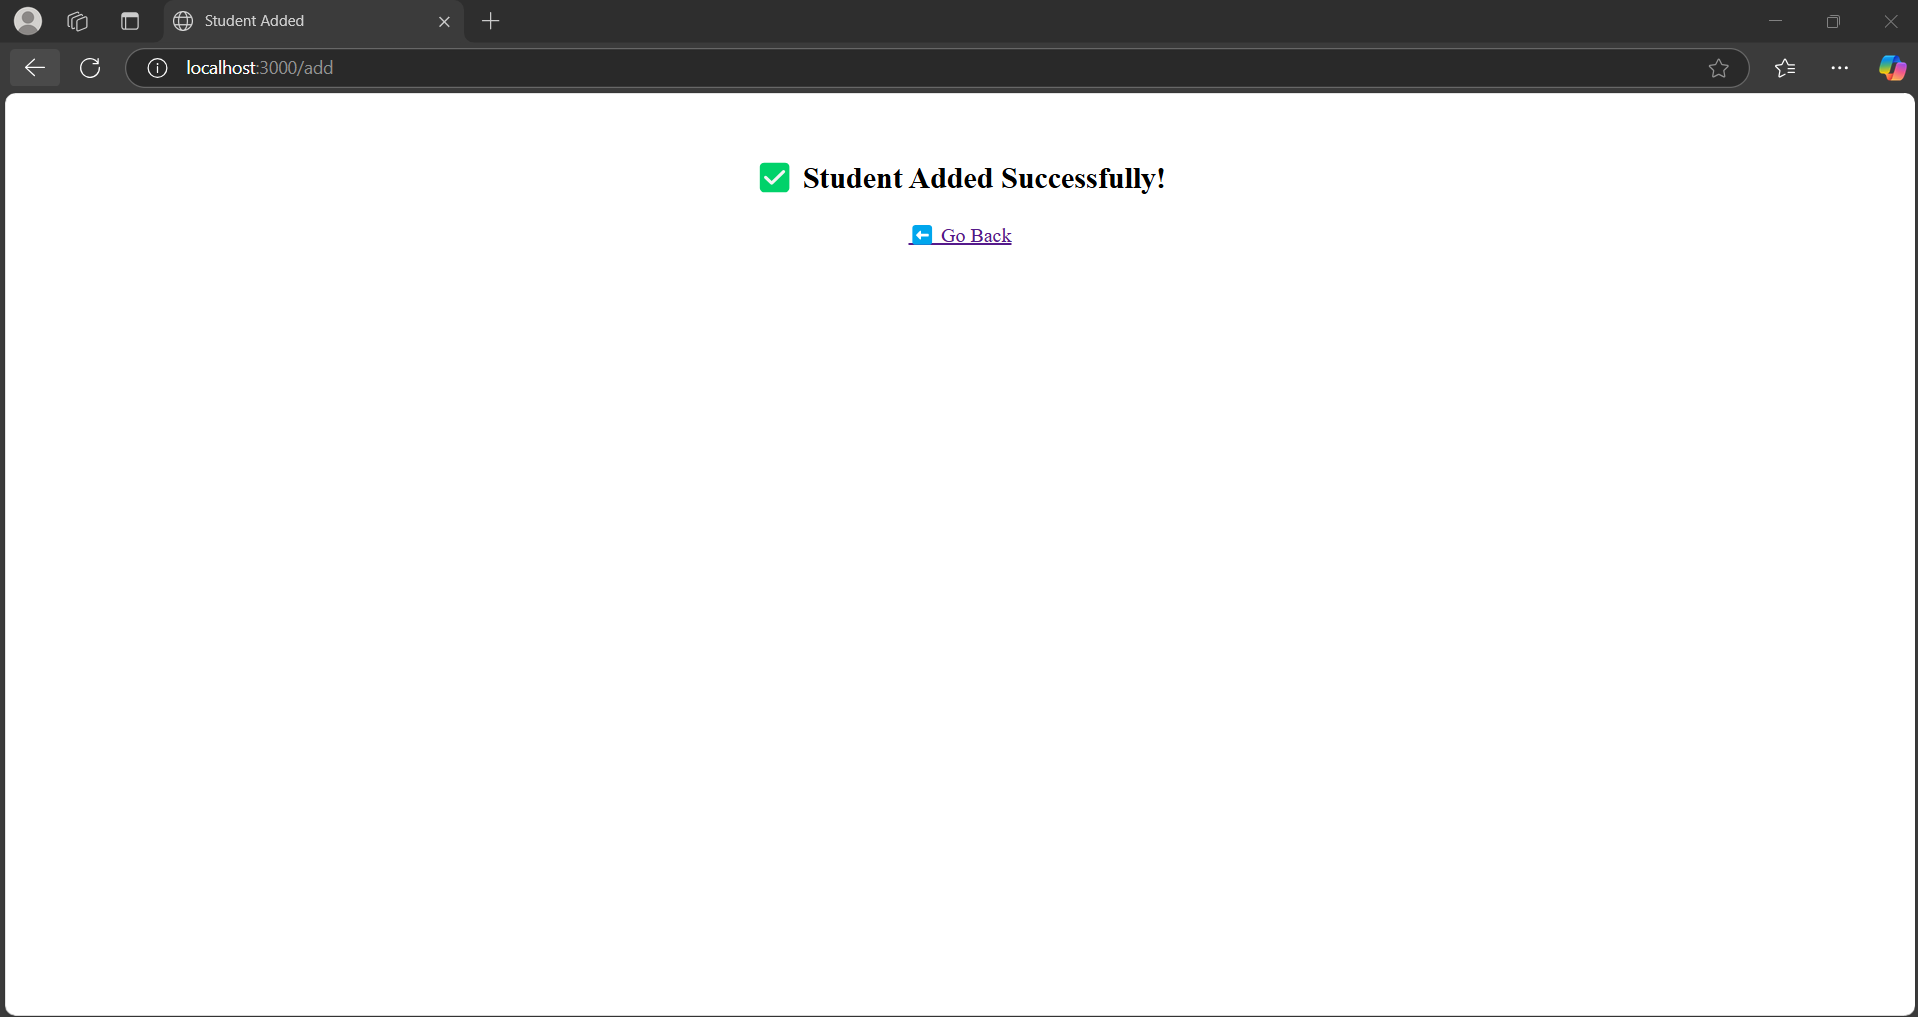 Student Added
localhost:3000/add
✅ Student Added Successfully!
⬅️ Go Back